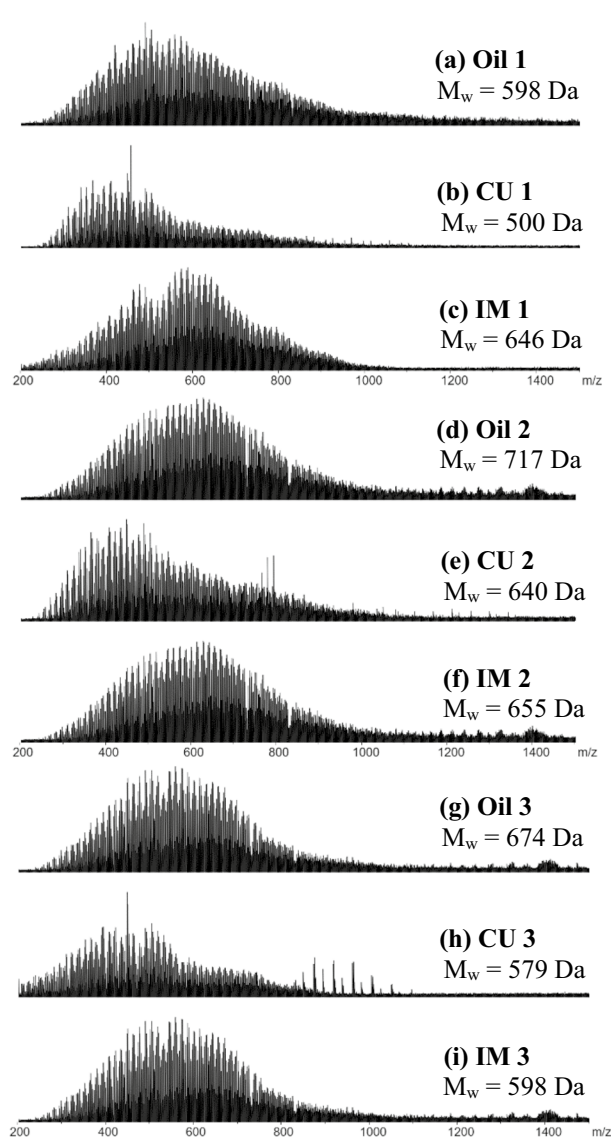 (a) Oil 1
Mw = 598 Da
(b) CU 1
Mw = 500 Da
(c) IM 1
Mw = 646 Da
200 400 600 800 1000 1200 1400 m/z
(d) Oil 2
Mw = 717 Da
(e) CU 2
Mw = 640 Da
(f) IM 2
Mw = 655 Da
200 400 600 800 1000 1200 1400 m/z
(g) Oil 3
Mw = 674 Da
(h) CU 3
Mw = 579 Da
(i) IM 3
Mw = 598 Da
200 400 600 800 1000 1200 1400 m/z